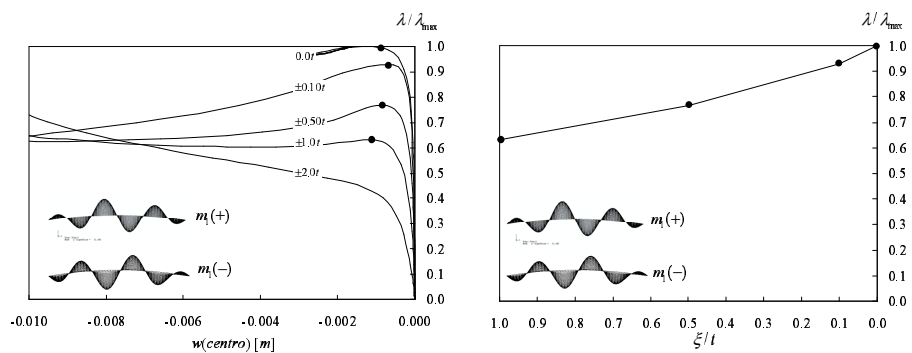 λ/λmax
1.0
0.9
0.8
0.7
0.6
0.5
0.4
0.3
0.2
0.1
0.0
0.0t
±0.10t
±0.50t
±1.0t
±2.0t
m₁(+)
m₁(−)
-0.010 -0.008 -0.006 -0.004 -0.002 0.000
w(centro) [m]
λ/λmax
1.0
0.9
0.8
0.7
0.6
0.5
0.4
0.3
0.2
0.1
0.0
m₁(+)
m₁(−)
1.0 0.9 0.8 0.7 0.6 0.5 0.4 0.3 0.2 0.1 0.0
ξ/t